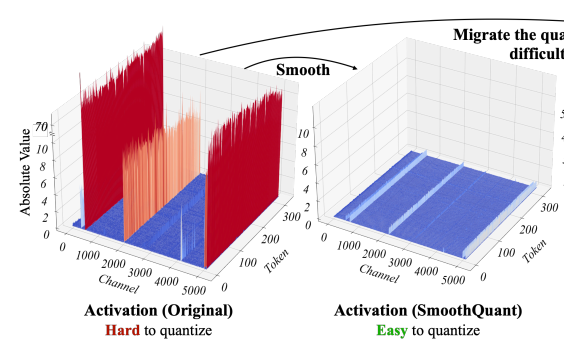 Migrate the qua
difficult
Smooth
Absolute Value
70
10
8
6
4
2
0
0
1000
2000
3000
4000
5000
Channel
0
100
200
300
Token
10
8
6
4
2
0
0
1000
2000
3000
4000
5000
Channel
0
100
200
300
Token
Activation (Original)
Hard to quantize
Activation (SmoothQuant)
Easy to quantize